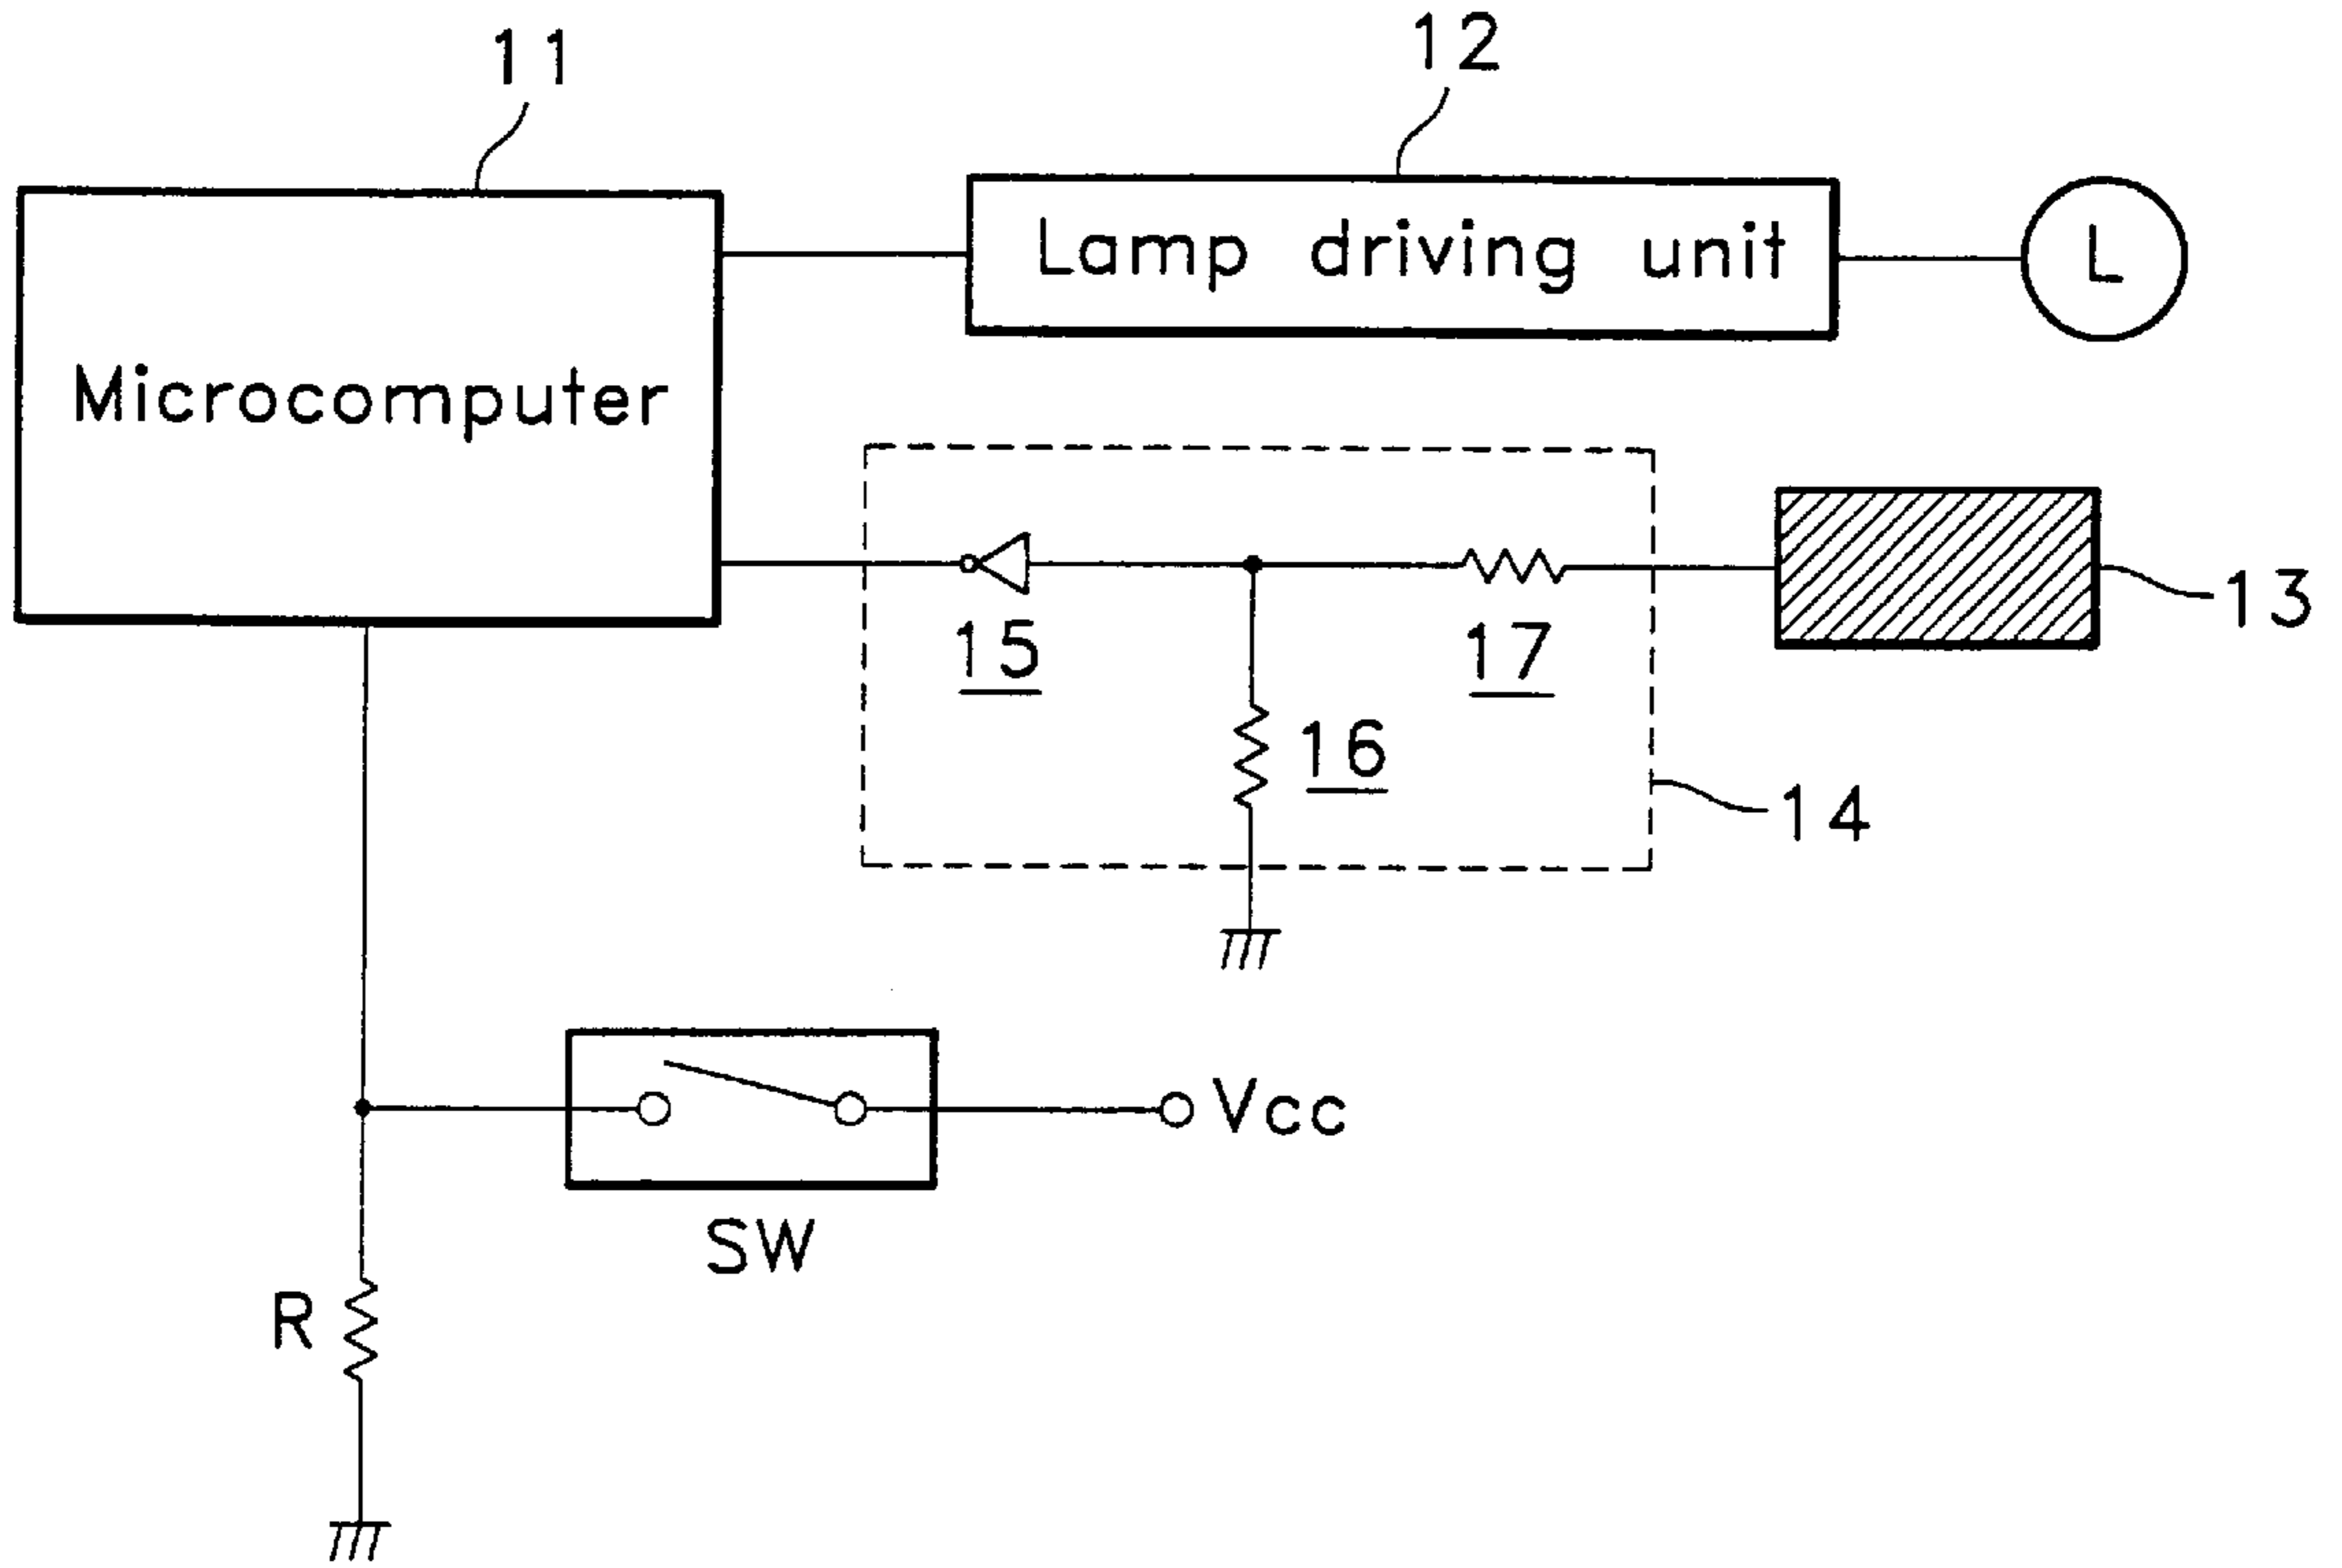 11
12
Lamp driving unit
L
Microcomputer
13
15
17
16
14
Vcc
SW
R